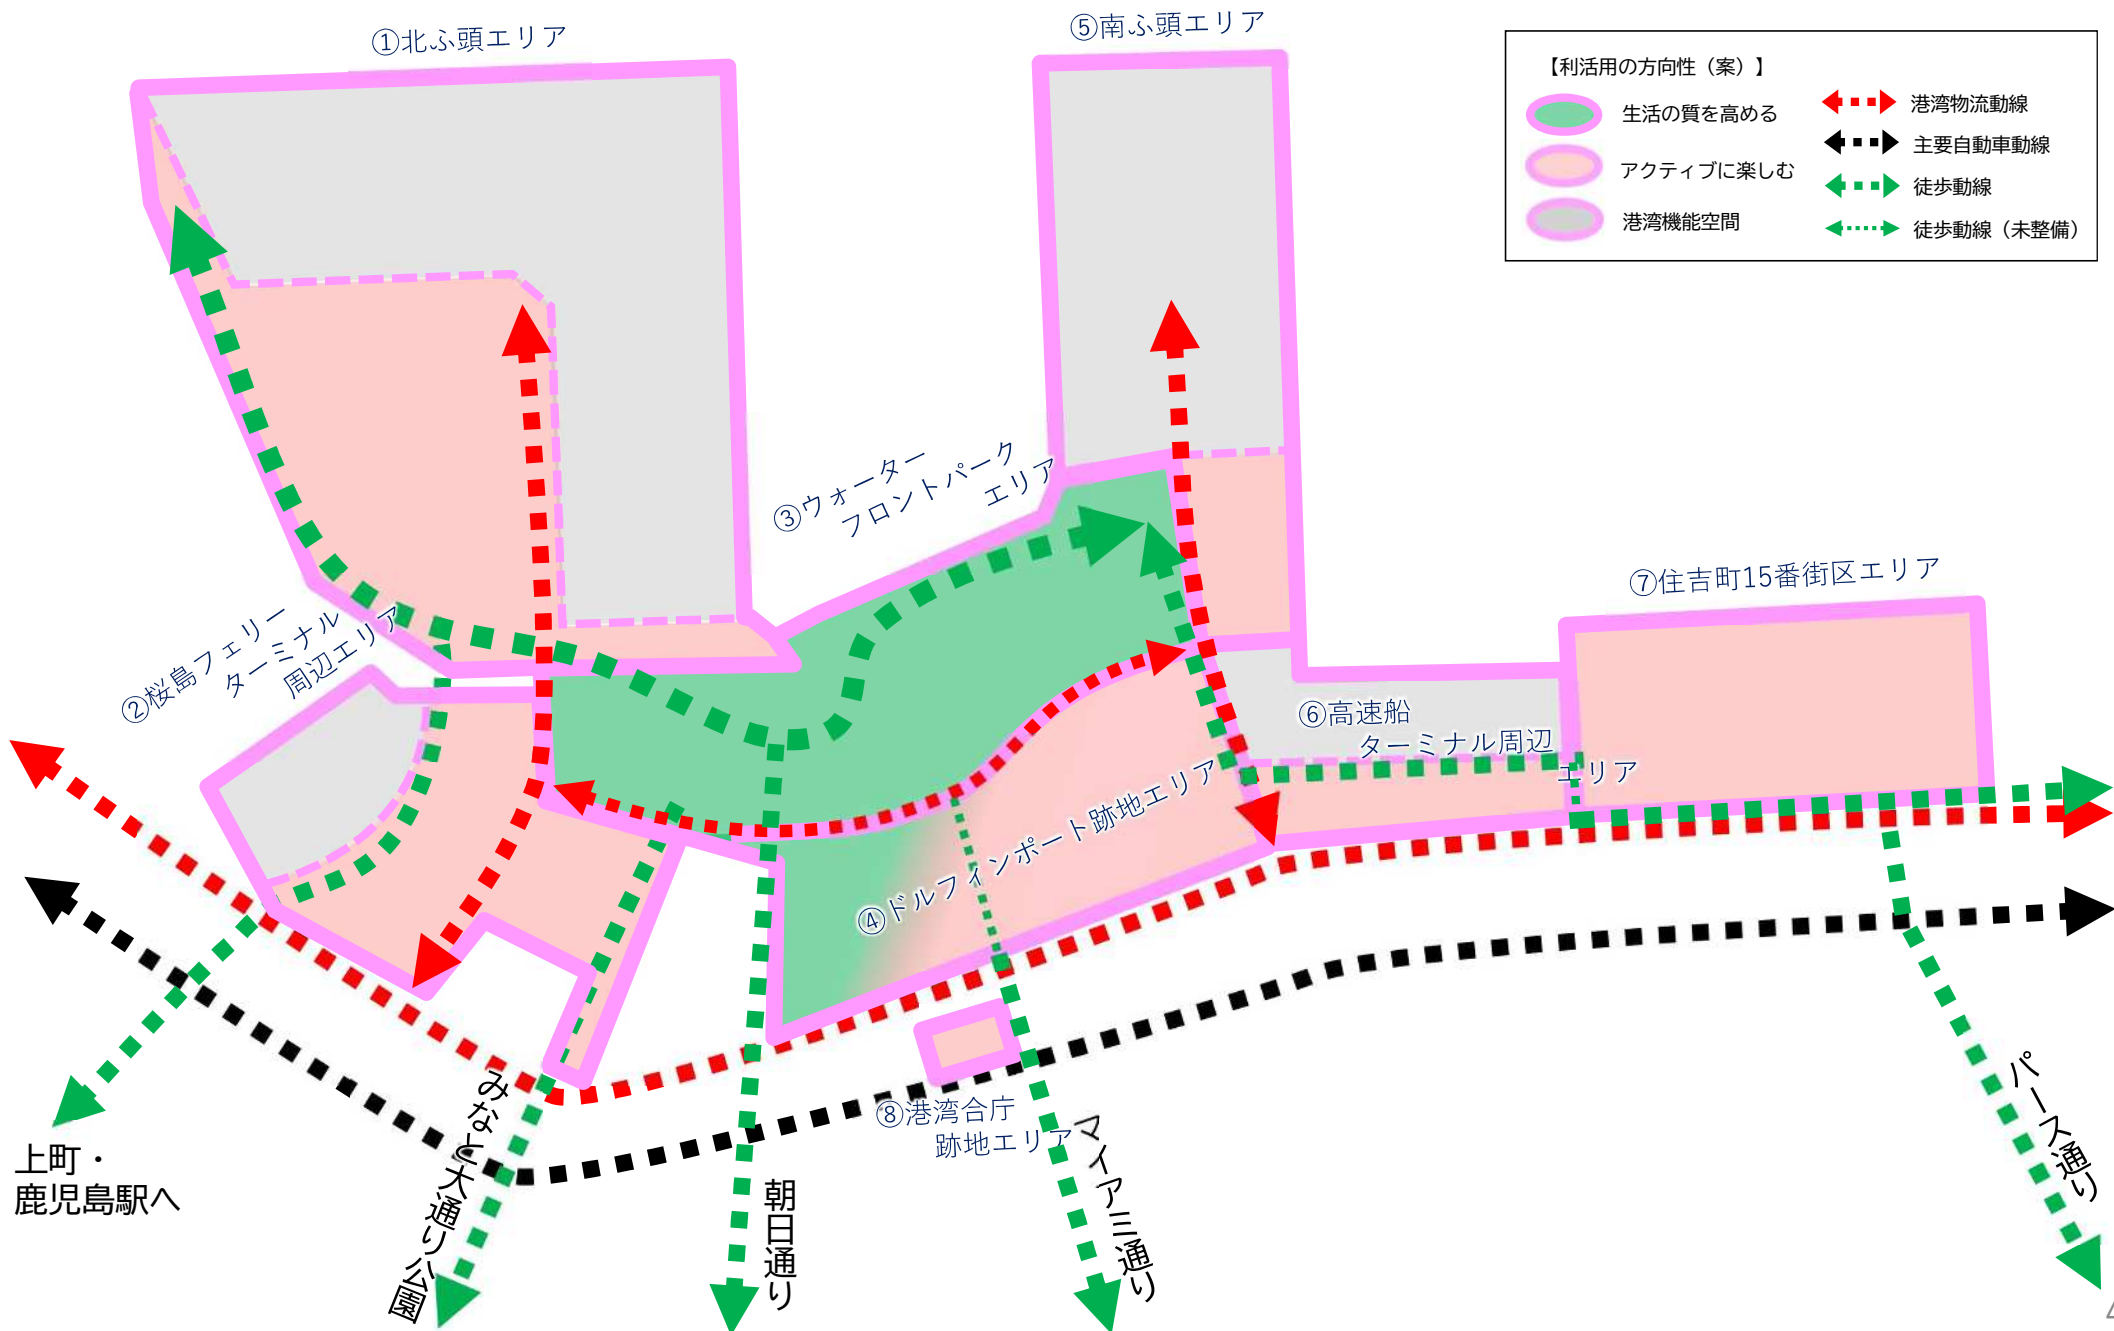 ①北ふ頭エリア
⑤南ふ頭エリア
【利活用の方向性（案）】
生活の質を高める
アクティブに楽しむ
港湾機能空間
港湾物流動線
主要自動車動線
徒歩動線
徒歩動線（未整備）
③ウォーター
フロントパーク
エリア
②桜島フェリー
ターミナル
周辺エリア
⑦住吉町15番街区エリア
⑥高速船
ターミナル周辺
エリア
④ドルフィンポート跡地エリア
⑧港湾合庁
跡地エリア
上町・
鹿児島駅へ
みなと大通り公園
朝日通り
マイアミ通り
パース通り